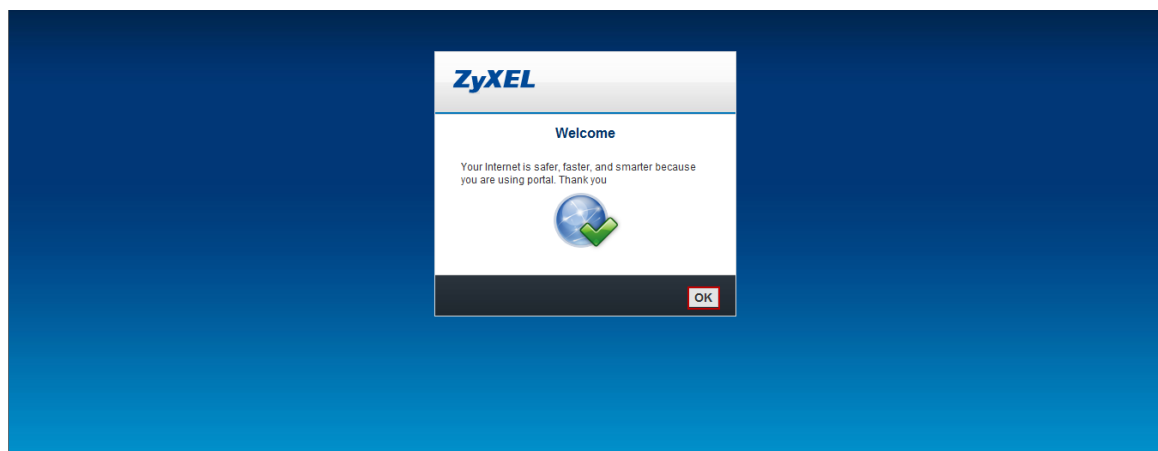 ZyXEL
Welcome
Your Internet is safer, faster, and smarter because
you are using portal. Thank you
OK